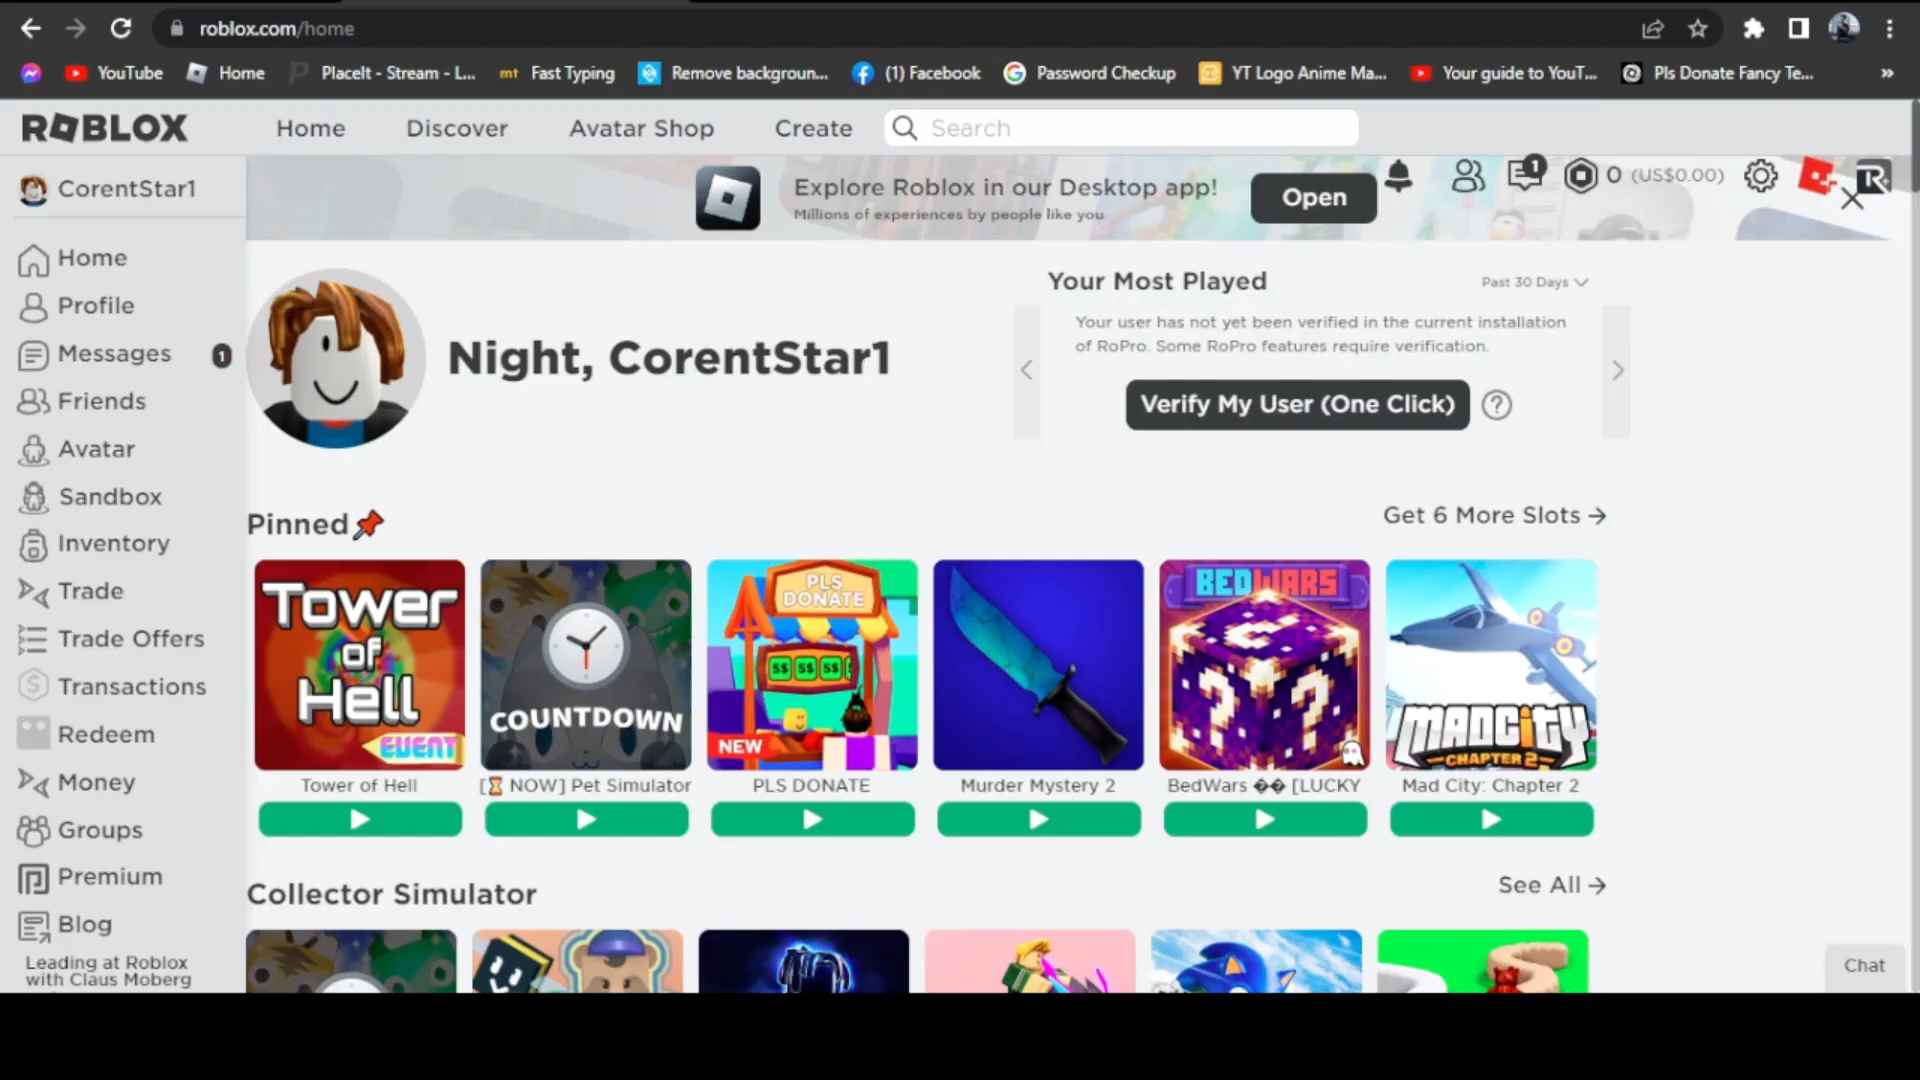 roblox.com/home
YouTube Home PlaceIt - Stream - L... mt Fast Typing Remove backgroun... (1) Facebook Password Checkup YT Logo Anime Ma... Your guide to YouT... Pls Donate Fancy Te... »
ROBLOX Home Discover Avatar Shop Create Search
CorentStar1
Explore Roblox in our Desktop app!
Millions of experiences by people like you
Open
1
0 (US$0.00)
Home
Profile
Messages 1
Friends
Avatar
Sandbox
Inventory
Trade
Trade Offers
Transactions
Redeem
Money
Groups
Premium
Blog
Leading at Roblox
with Claus Moberg
Night, CorentStar1
Your Most Played
Past 30 Days
Your user has not yet been verified in the current installation
of RoPro. Some RoPro features require verification.
Verify My User (One Click) ?
Pinned
Get 6 More Slots →
Tower
of
Hell
EVENT
COUNTDOWN
PLS
DONATE
5$ 5$ 5$
NEW
BEDWARS
? ?
MADCITY
CHAPTER 2
Tower of Hell
[⌛ NOW] Pet Simulator
PLS DONATE
Murder Mystery 2
BedWars �� [LUCKY
Mad City: Chapter 2
Collector Simulator
See All →
Chat